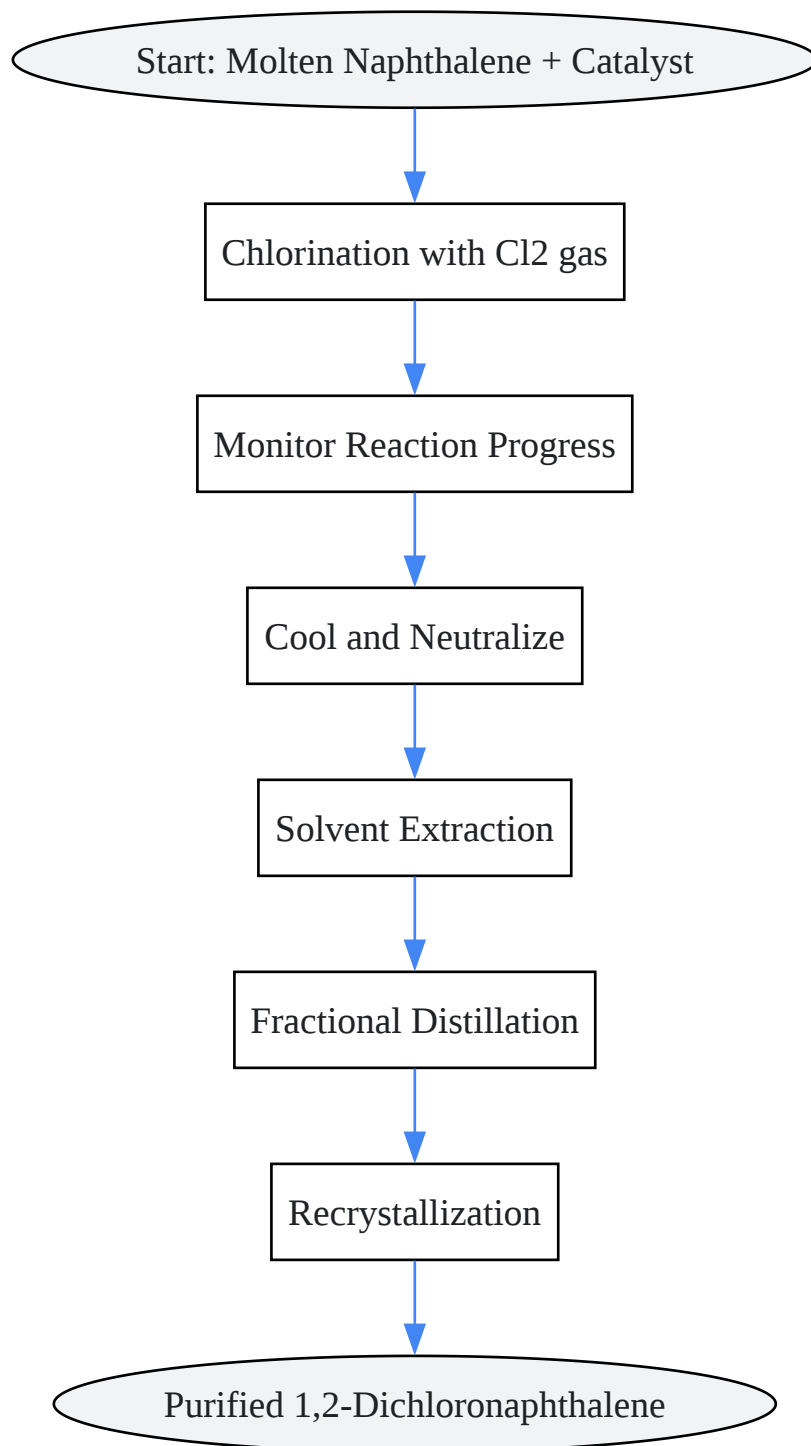 Start: Molten Naphthalene + Catalyst
Chlorination with Cl2 gas
Monitor Reaction Progress
Cool and Neutralize
Solvent Extraction
Fractional Distillation
Recrystallization
Purified 1,2-Dichloronaphthalene